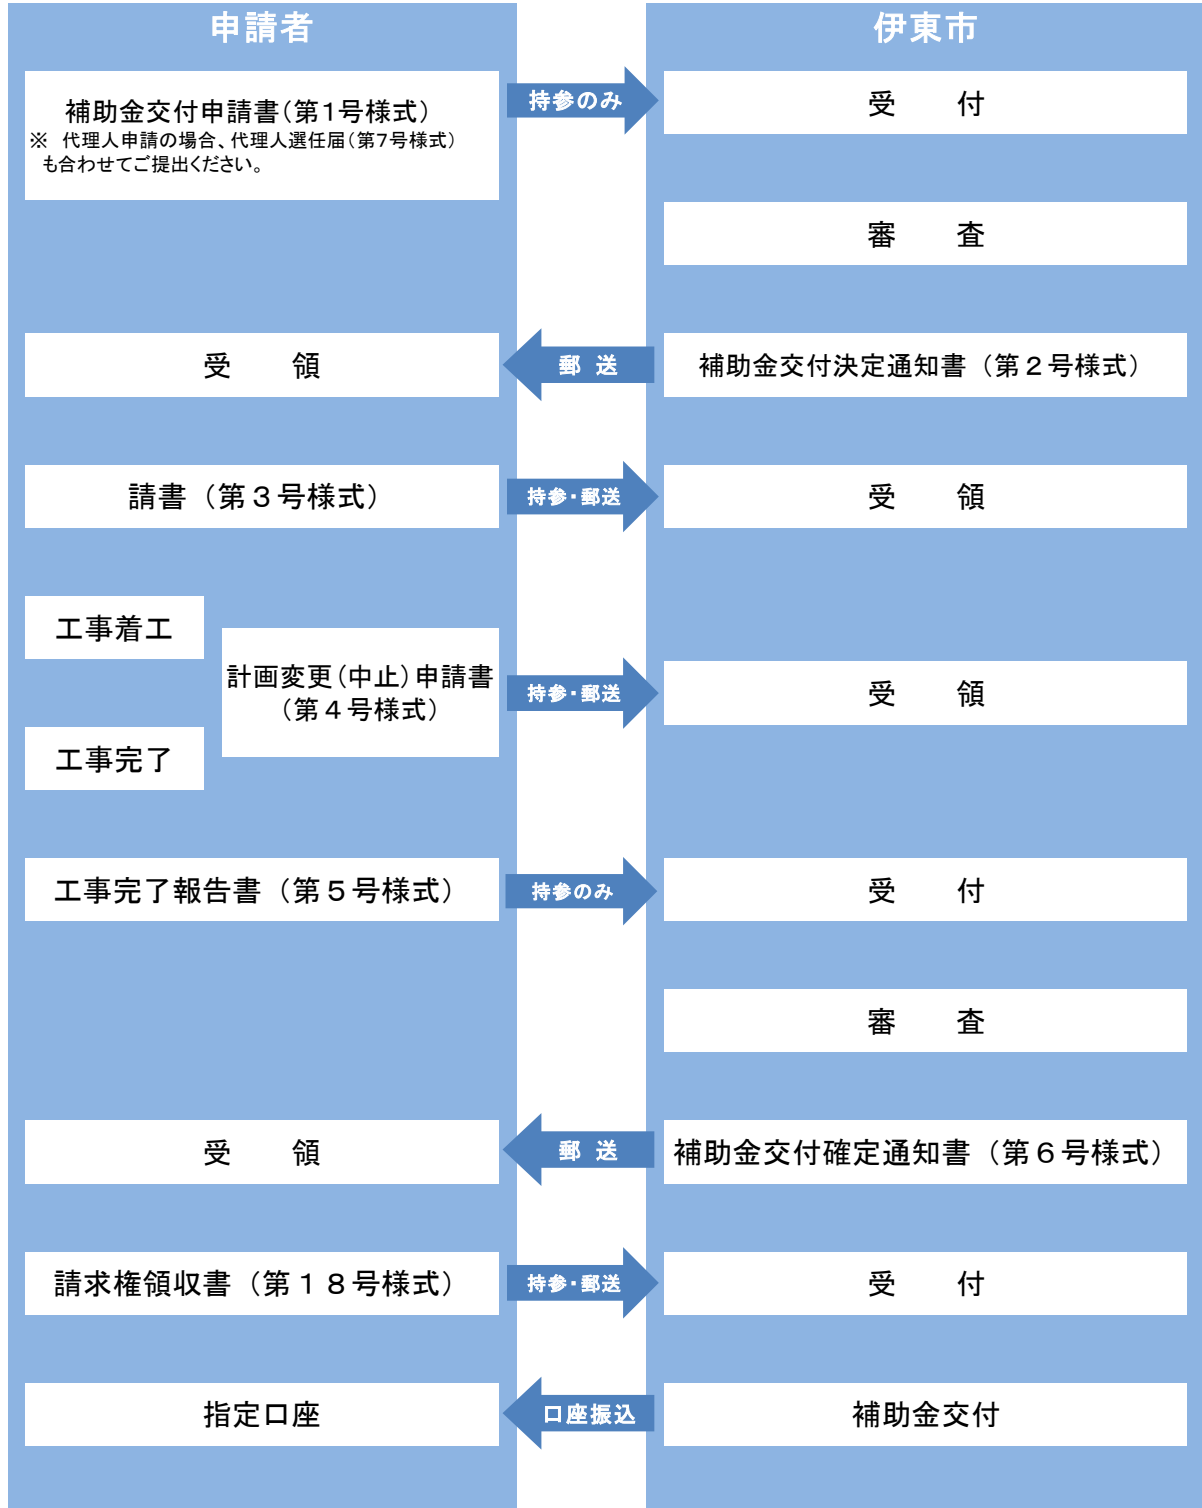 申請者
伊東市
補助金交付申請書（第１号様式）
※　代理人申請の場合、代理人選任届（第７号様式）
も合わせてご提出ください。
持参のみ
受　　付
審　　査
受　　領
郵 送
補助金交付決定通知書（第２号様式）
請書（第３号様式）
持参・郵送
受　　領
工事着工
計画変更（中止）申請書
（第４号様式）
工事完了
持参・郵送
受　　領
工事完了報告書（第５号様式）
持参のみ
受　　付
審　　査
受　　領
郵 送
補助金交付確定通知書（第６号様式）
請求権領収書（第１８号様式）
持参・郵送
受　　付
指定口座
口座振込
補助金交付